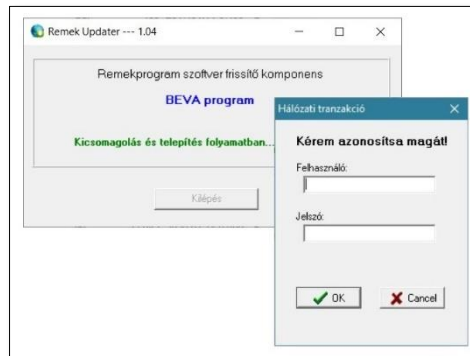 Remek Updater --- 1.04
Remekprogram szoftver frissítő komponens
BEVA program
Kicsomagolás és telepítés folyamatban...
Kilépés
Hálózati tranzakció
Kérem azonosítsa magát!
Felhasználó:
Jelszó:
OK
Cancel